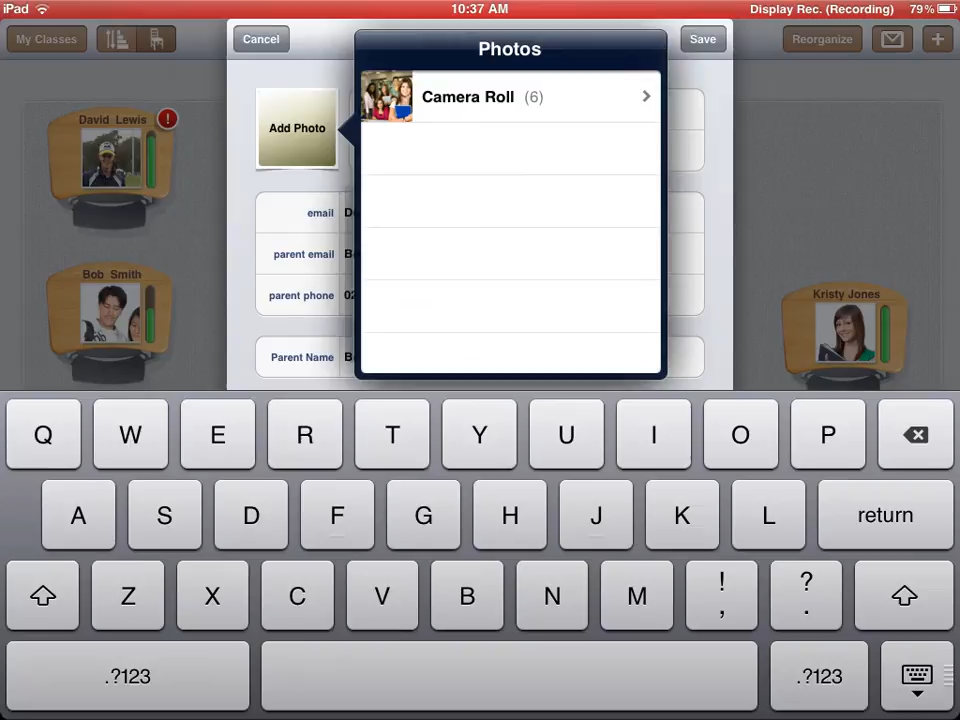 iPad 10:37 AM Display Rec. (Recording) 79%
My Classes Cancel Photos Save Reorganize
Camera Roll (6)
David Lewis !
Add Photo
email
parent email
Bob Smith
parent phone 02
Kristy Jones
Parent Name
Q W E R T Y U I O P
A S D F G H J K L return
Z X C V B N M ! , ? .
.?123 .?123